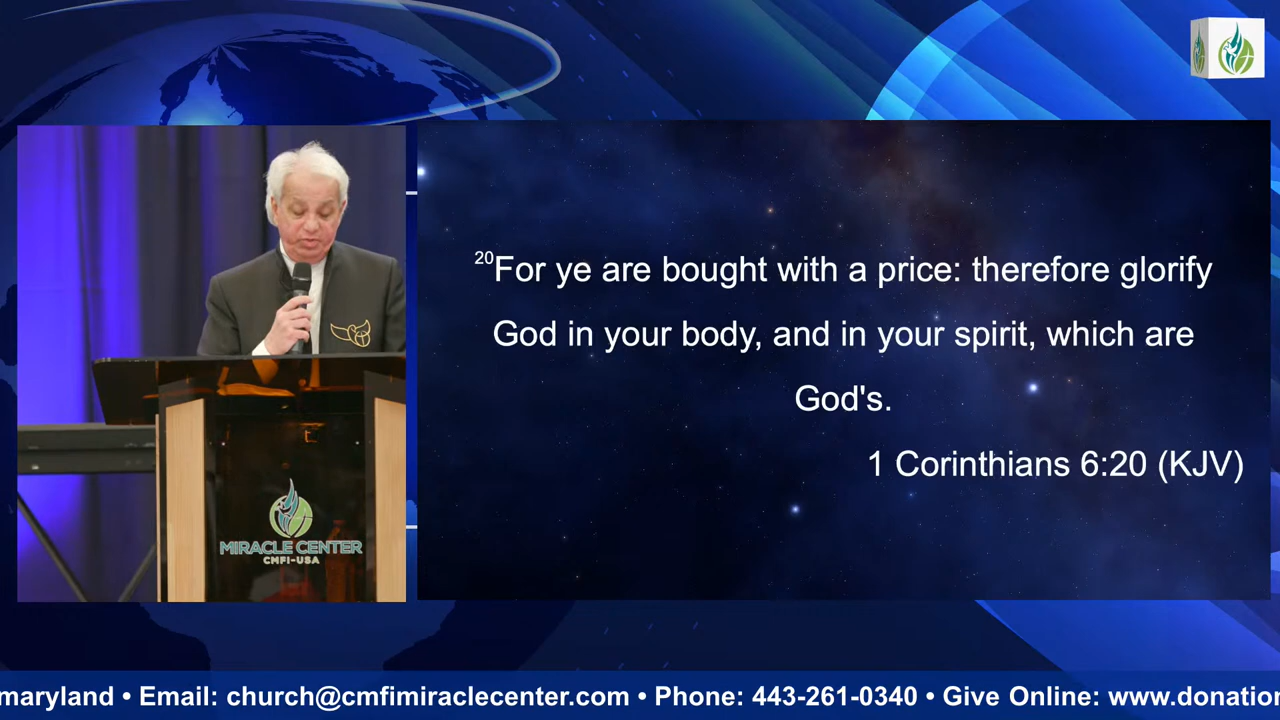 20For ye are bought with a price: therefore glorify
God in your body, and in your spirit, which are
God's.
1 Corinthians 6:20 (KJV)
MIRACLE CENTER
CMFI-USA
maryland • Email: church@cmfimiraclecenter.com • Phone: 443-261-0340 • Give Online: www.donation